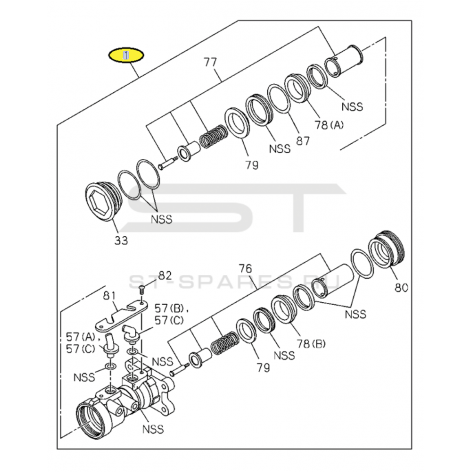 1
77
NSS
78(A)
87
NSS
79
NSS
33
ST
ST-SPARES.RU
76
82
81
57(B)
57(C)
57(A)
57(C)
80
NSS
78(B)
NSS
79
NSS
NSS
NSS